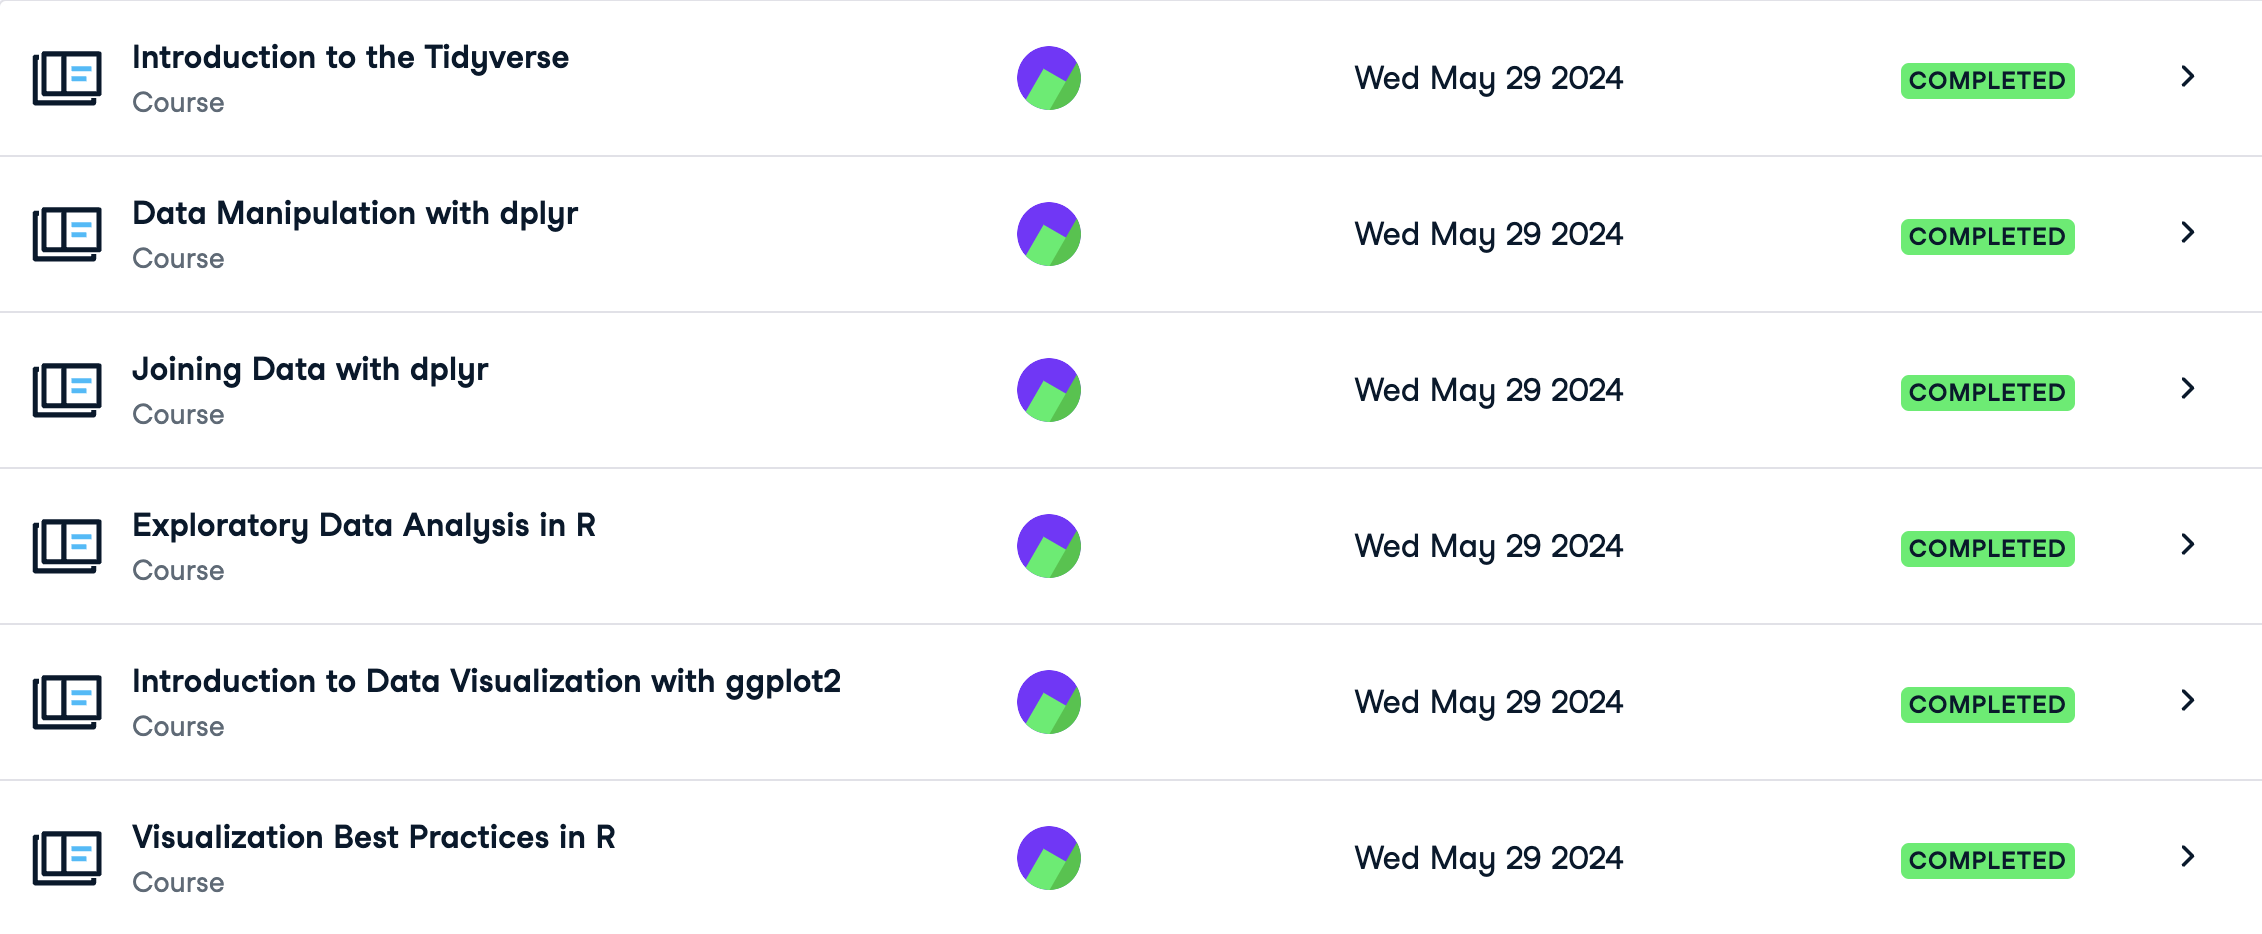 Introduction to the Tidyverse
Course
Wed May 29 2024
COMPLETED
Data Manipulation with dplyr
Course
Wed May 29 2024
COMPLETED
Joining Data with dplyr
Course
Wed May 29 2024
COMPLETED
Exploratory Data Analysis in R
Course
Wed May 29 2024
COMPLETED
Introduction to Data Visualization with ggplot2
Course
Wed May 29 2024
COMPLETED
Visualization Best Practices in R
Course
Wed May 29 2024
COMPLETED